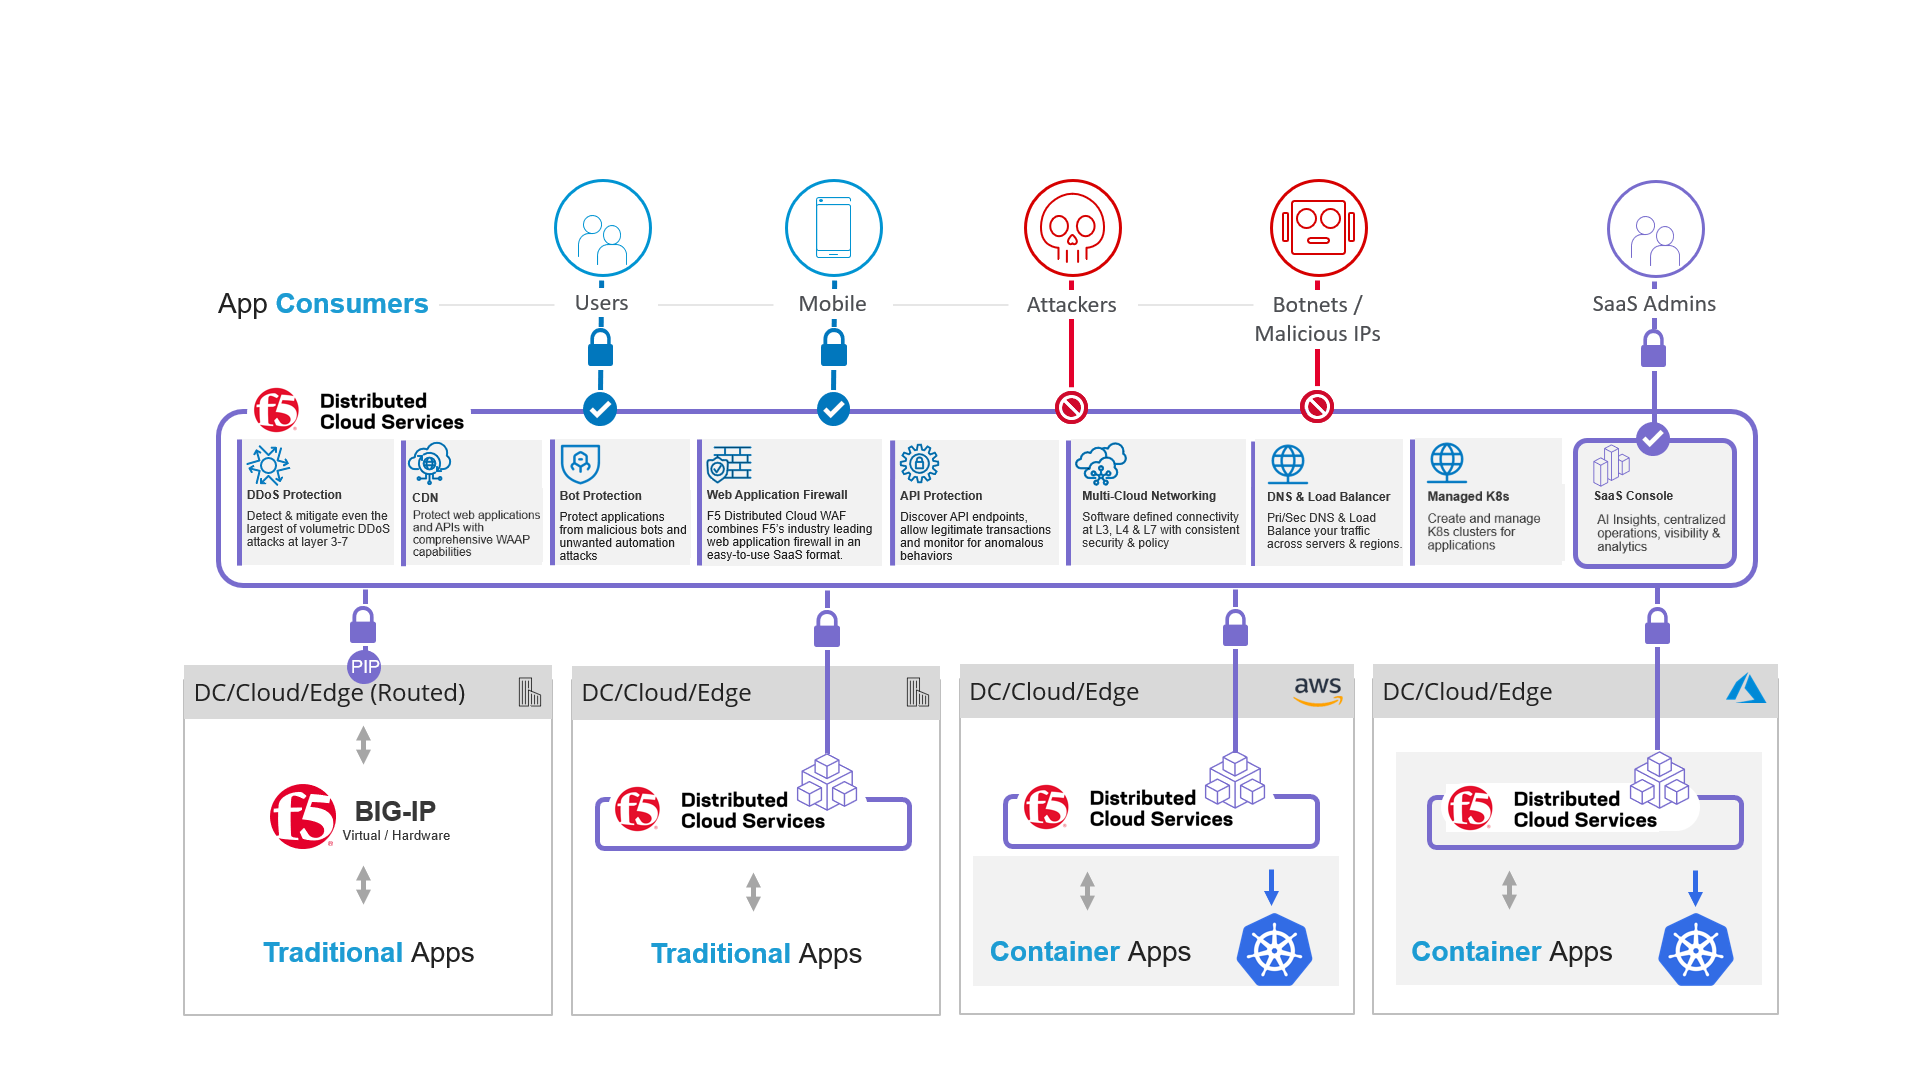 App Consumers
Users
Mobile
Attackers
Botnets /
Malicious IPs
SaaS Admins
f5
Distributed
Cloud Services
DDoS Protection
Detect & mitigate even the
largest of volumetric DDoS
attacks at layer 3-7
CDN
Protect web applications
and APIs with
comprehensive WAAP
capabilities
Bot Protection
Protect applications
from malicious bots and
unwanted automation
attacks
Web Application Firewall
F5 Distributed Cloud WAF
combines F5's industry leading
web application firewall in an
easy-to-use SaaS format.
API Protection
Discover API endpoints,
allow legitimate transactions
and monitor for anomalous
behaviors
Multi-Cloud Networking
Software defined connectivity
at L3, L4 & L7 with consistent
security & policy
DNS & Load Balancer
Pri/Sec DNS & Load
Balance your traffic
across servers & regions.
Managed K8s
Create and manage
K8s clusters for
applications
SaaS Console
AI Insights, centralized
operations, visibility &
analytics
PIP
DC/Cloud/Edge (Routed)
f5
BIG-IP
Virtual / Hardware
Traditional Apps
DC/Cloud/Edge
f5
Distributed
Cloud Services
Traditional Apps
DC/Cloud/Edge
aws
f5
Distributed
Cloud Services
Container Apps
DC/Cloud/Edge
f5
Distributed
Cloud Services
Container Apps